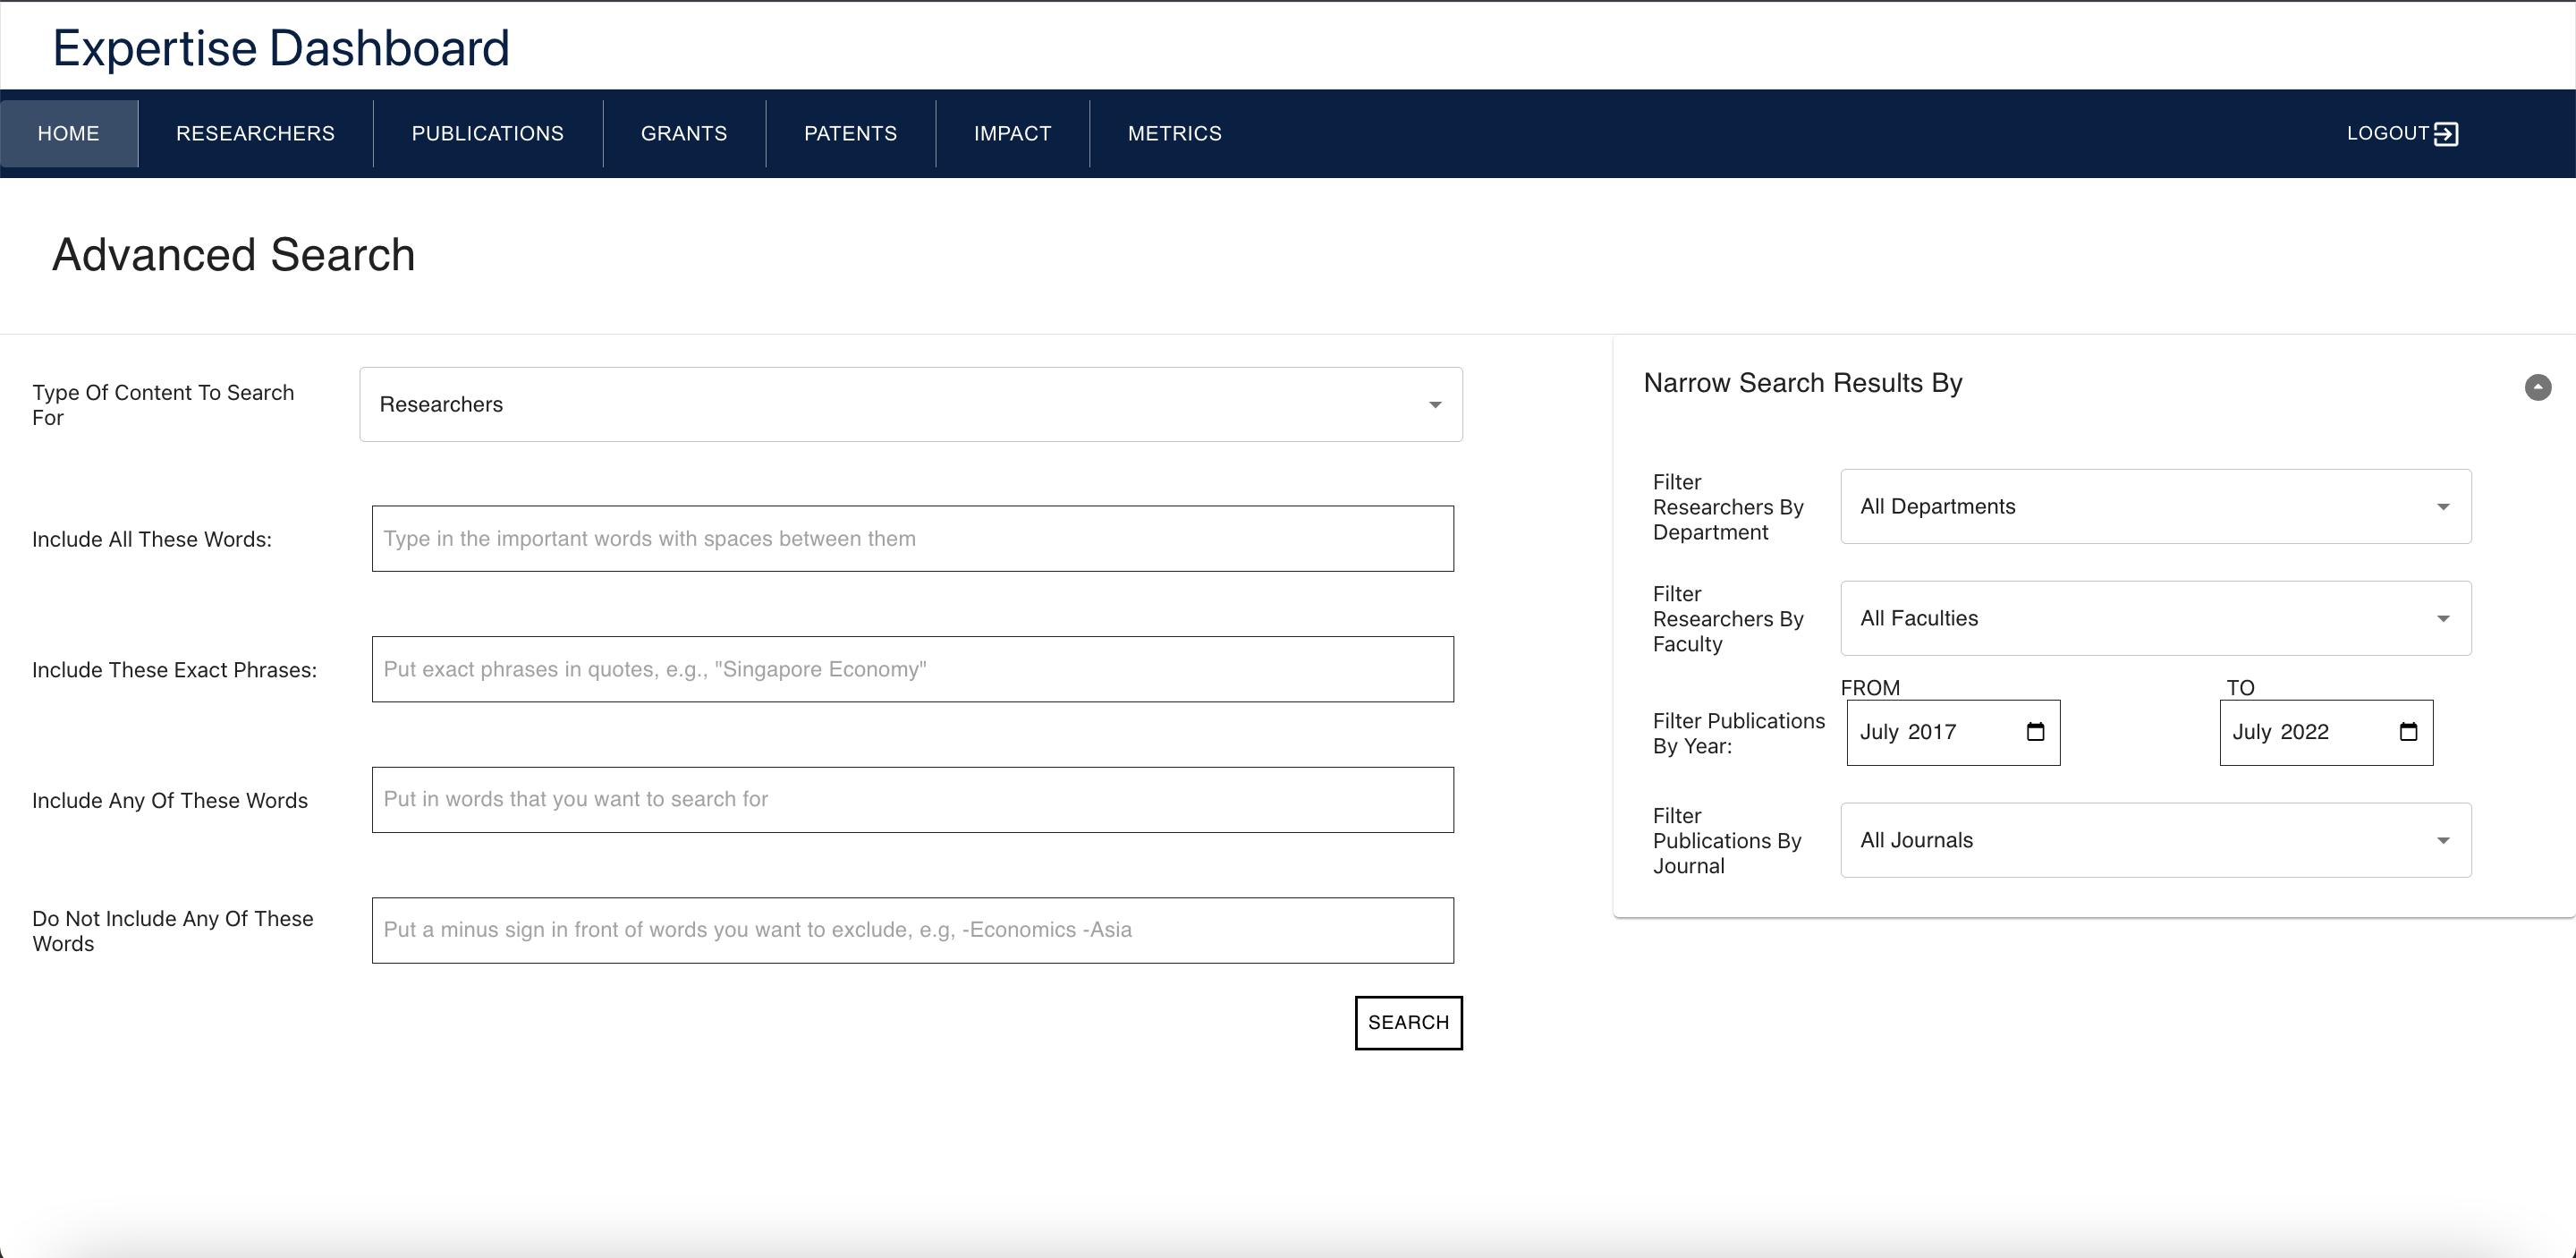 Expertise Dashboard
HOME
RESEARCHERS
PUBLICATIONS
GRANTS
PATENTS
IMPACT
METRICS
LOGOUT
Advanced Search
Type Of Content To Search
For
Researchers
Include All These Words:
Type in the important words with spaces between them
Include These Exact Phrases:
Put exact phrases in quotes, e.g., "Singapore Economy"
Include Any Of These Words
Put in words that you want to search for
Do Not Include Any Of These
Words
Put a minus sign in front of words you want to exclude, e.g, -Economics -Asia
SEARCH
Narrow Search Results By
Filter
Researchers By
Department
All Departments
Filter
Researchers By
Faculty
All Faculties
Filter Publications
By Year:
FROM
July 2017
TO
July 2022
Filter
Publications By
Journal
All Journals